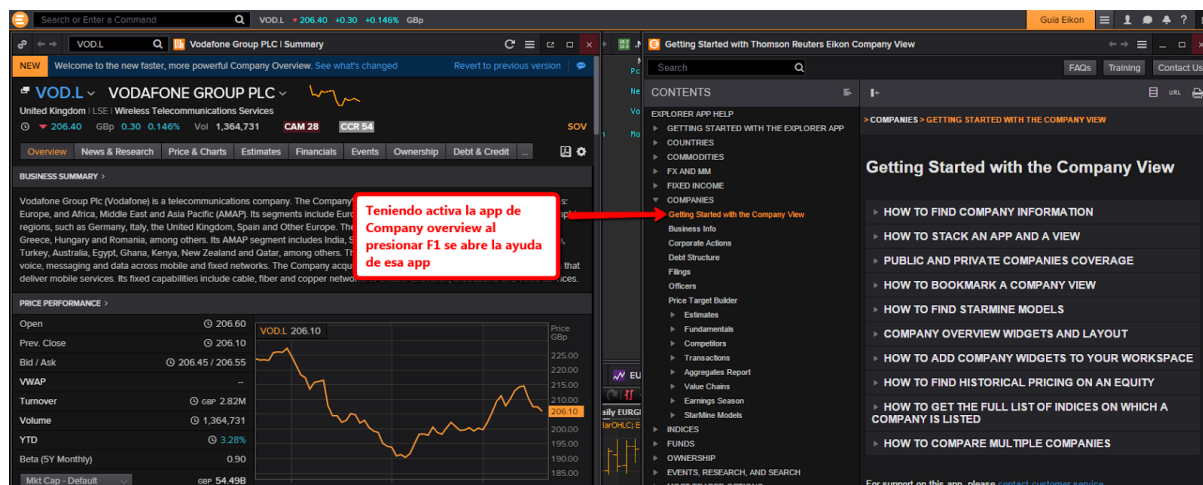 Search or Enter a Command
VOD.L 206.40 +0.30 +0.146% GBp
Guía Eikon
VOD.L
Vodafone Group PLC | Summary
NEW Welcome to the new faster, more powerful Company Overview. See what's changed Revert to previous version
VOD.L VODAFONE GROUP PLC
United Kingdom | LSE | Wireless Telecommunications Services
206.40 GBp 0.30 0.146% Vol 1,364,731 CAM 28 CCR 54 SOV
Overview News & Research Price & Charts Estimates Financials Events Ownership Debt & Credit ...
BUSINESS SUMMARY >
Vodafone Group Plc (Vodafone) is a telecommunications company. The Company
Europe, and Africa, Middle East and Asia Pacific (AMAP). Its segments include
regions, such as Germany, Italy, the United Kingdom, Spain and Other Europe.
Greece, Hungary and Romania, among others. Its AMAP segment includes India,
Turkey, Australia, Egypt, Ghana, Kenya, New Zealand and Qatar, among others.
voice, messaging and data across mobile and fixed networks. The Company that
deliver mobile services. Its fixed capabilities include cable, fiber and copper
Teniendo activa la app de
Company overview al
presionar F1 se abre la ayuda
de esa app
PRICE PERFORMANCE >
Open 206.60
Prev. Close 206.10
Bid / Ask 206.45 / 206.55
VWAP --
Turnover GBP 2.82M
Volume 1,364,731
YTD 3.28%
Beta (5Y Monthly) 0.90
Mkt Cap - Default GBP 54.49B
VOD.L 206.10
Price
GBp
225.00
220.00
215.00
210.00
206.10
200.00
195.00
190.00
185.00
Getting Started with Thomson Reuters Eikon Company View
Search
FAQs Training Contact Us
CONTENTS
URL
EXPLORER APP HELP
GETTING STARTED WITH THE EXPLORER APP
COUNTRIES
COMMODITIES
FX AND MM
FIXED INCOME
COMPANIES
Getting Started with the Company View
Business Info
Corporate Actions
Debt Structure
Filings
Officers
Price Target Builder
Estimates
Fundamentals
Competitors
Transactions
Aggregates Report
Value Chains
Earnings Season
StarMine Models
INDICES
FUNDS
OWNERSHIP
EVENTS, RESEARCH, AND SEARCH
> COMPANIES > GETTING STARTED WITH THE COMPANY VIEW
Getting Started with the Company View
HOW TO FIND COMPANY INFORMATION
HOW TO STACK AN APP AND A VIEW
PUBLIC AND PRIVATE COMPANIES COVERAGE
HOW TO BOOKMARK A COMPANY VIEW
HOW TO FIND STARMINE MODELS
COMPANY OVERVIEW WIDGETS AND LAYOUT
HOW TO ADD COMPANY WIDGETS TO YOUR WORKSPACE
HOW TO FIND HISTORICAL PRICING ON AN EQUITY
HOW TO GET THE FULL LIST OF INDICES ON WHICH A
COMPANY IS LISTED
HOW TO COMPARE MULTIPLE COMPANIES
For support on this app, please contact customer service